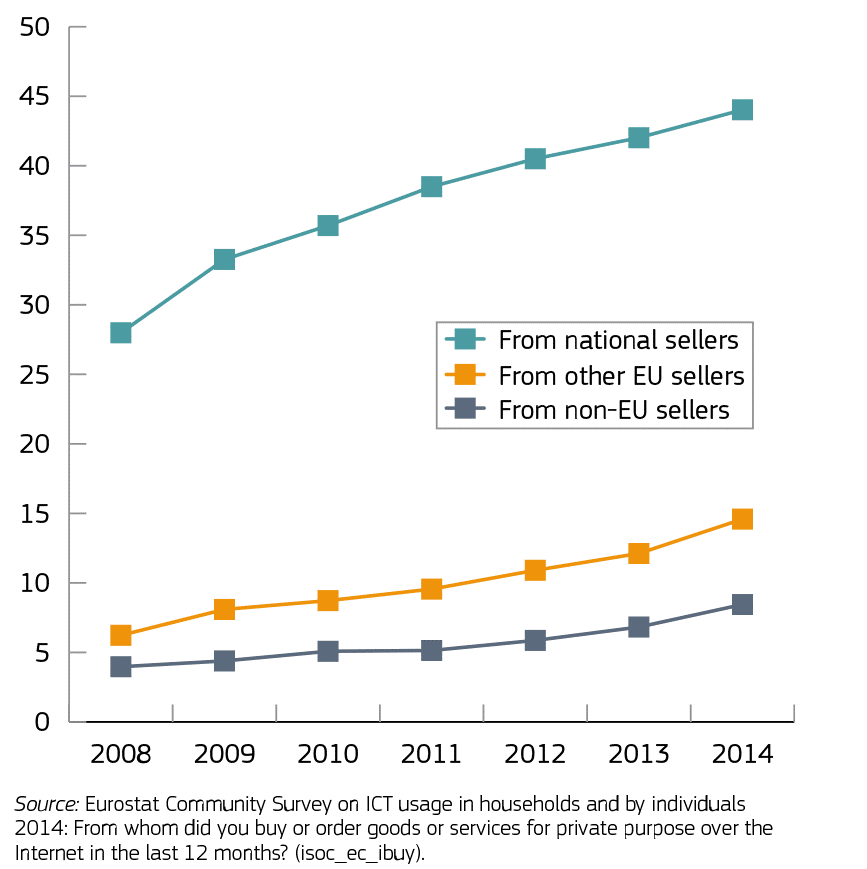 50
45
40
35
30
25
20
15
10
5
0
From national sellers
From other EU sellers
From non-EU sellers
2008 2009 2010 2011 2012 2013 2014
Source: Eurostat Community Survey on ICT usage in households and by individuals
2014: From whom did you buy or order goods or services for private purpose over the
Internet in the last 12 months? (isoc_ec_ibuy).